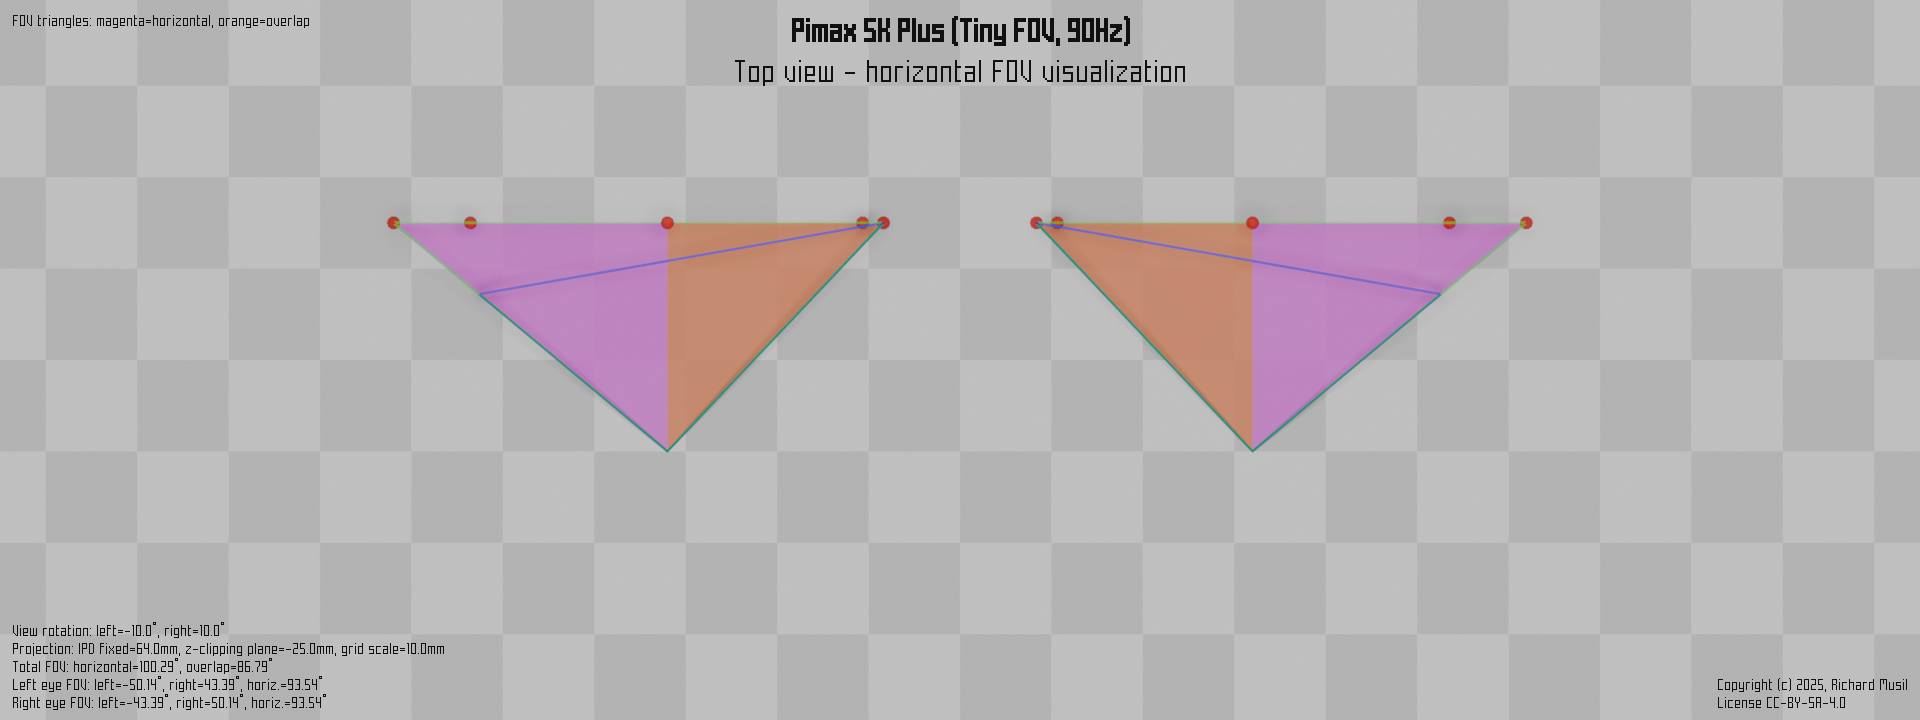 FOV triangles: magenta=horizontal, orange=overlap
Pimax 5K Plus (Tiny FOV, 90Hz)
Top view - horizontal FOV visualization
View rotation: left=-10.0°, right=10.0°
Projection: IPD fixed=64.0mm, z-clipping plane=-25.0mm, grid scale=10.0mm
Total FOV: horizontal=100.29°, overlap=86.79°
Left eye FOV: left=-50.14°, right=43.39°, horiz.=93.54°
Right eye FOV: left=-43.39°, right=50.14°, horiz.=93.54°
Copyright (c) 2025, Richard Musil
License CC-BY-SA-4.0